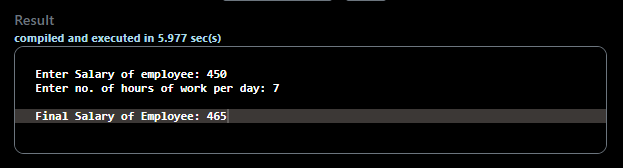 Result
compiled and executed in 5.977 sec(s)
Enter Salary of employee: 450
Enter no. of hours of work per day: 7
Final Salary of Employee: 465